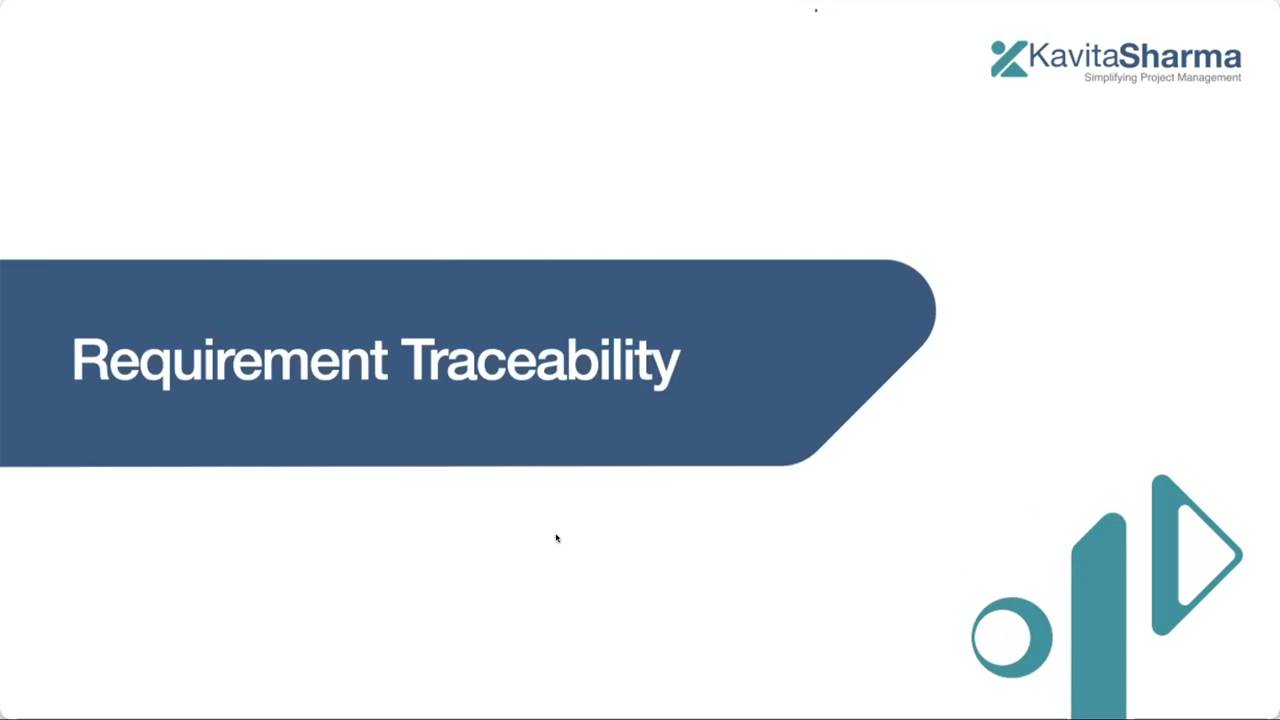 KavitaSharma
Simplifying Project Management
Requirement Traceability